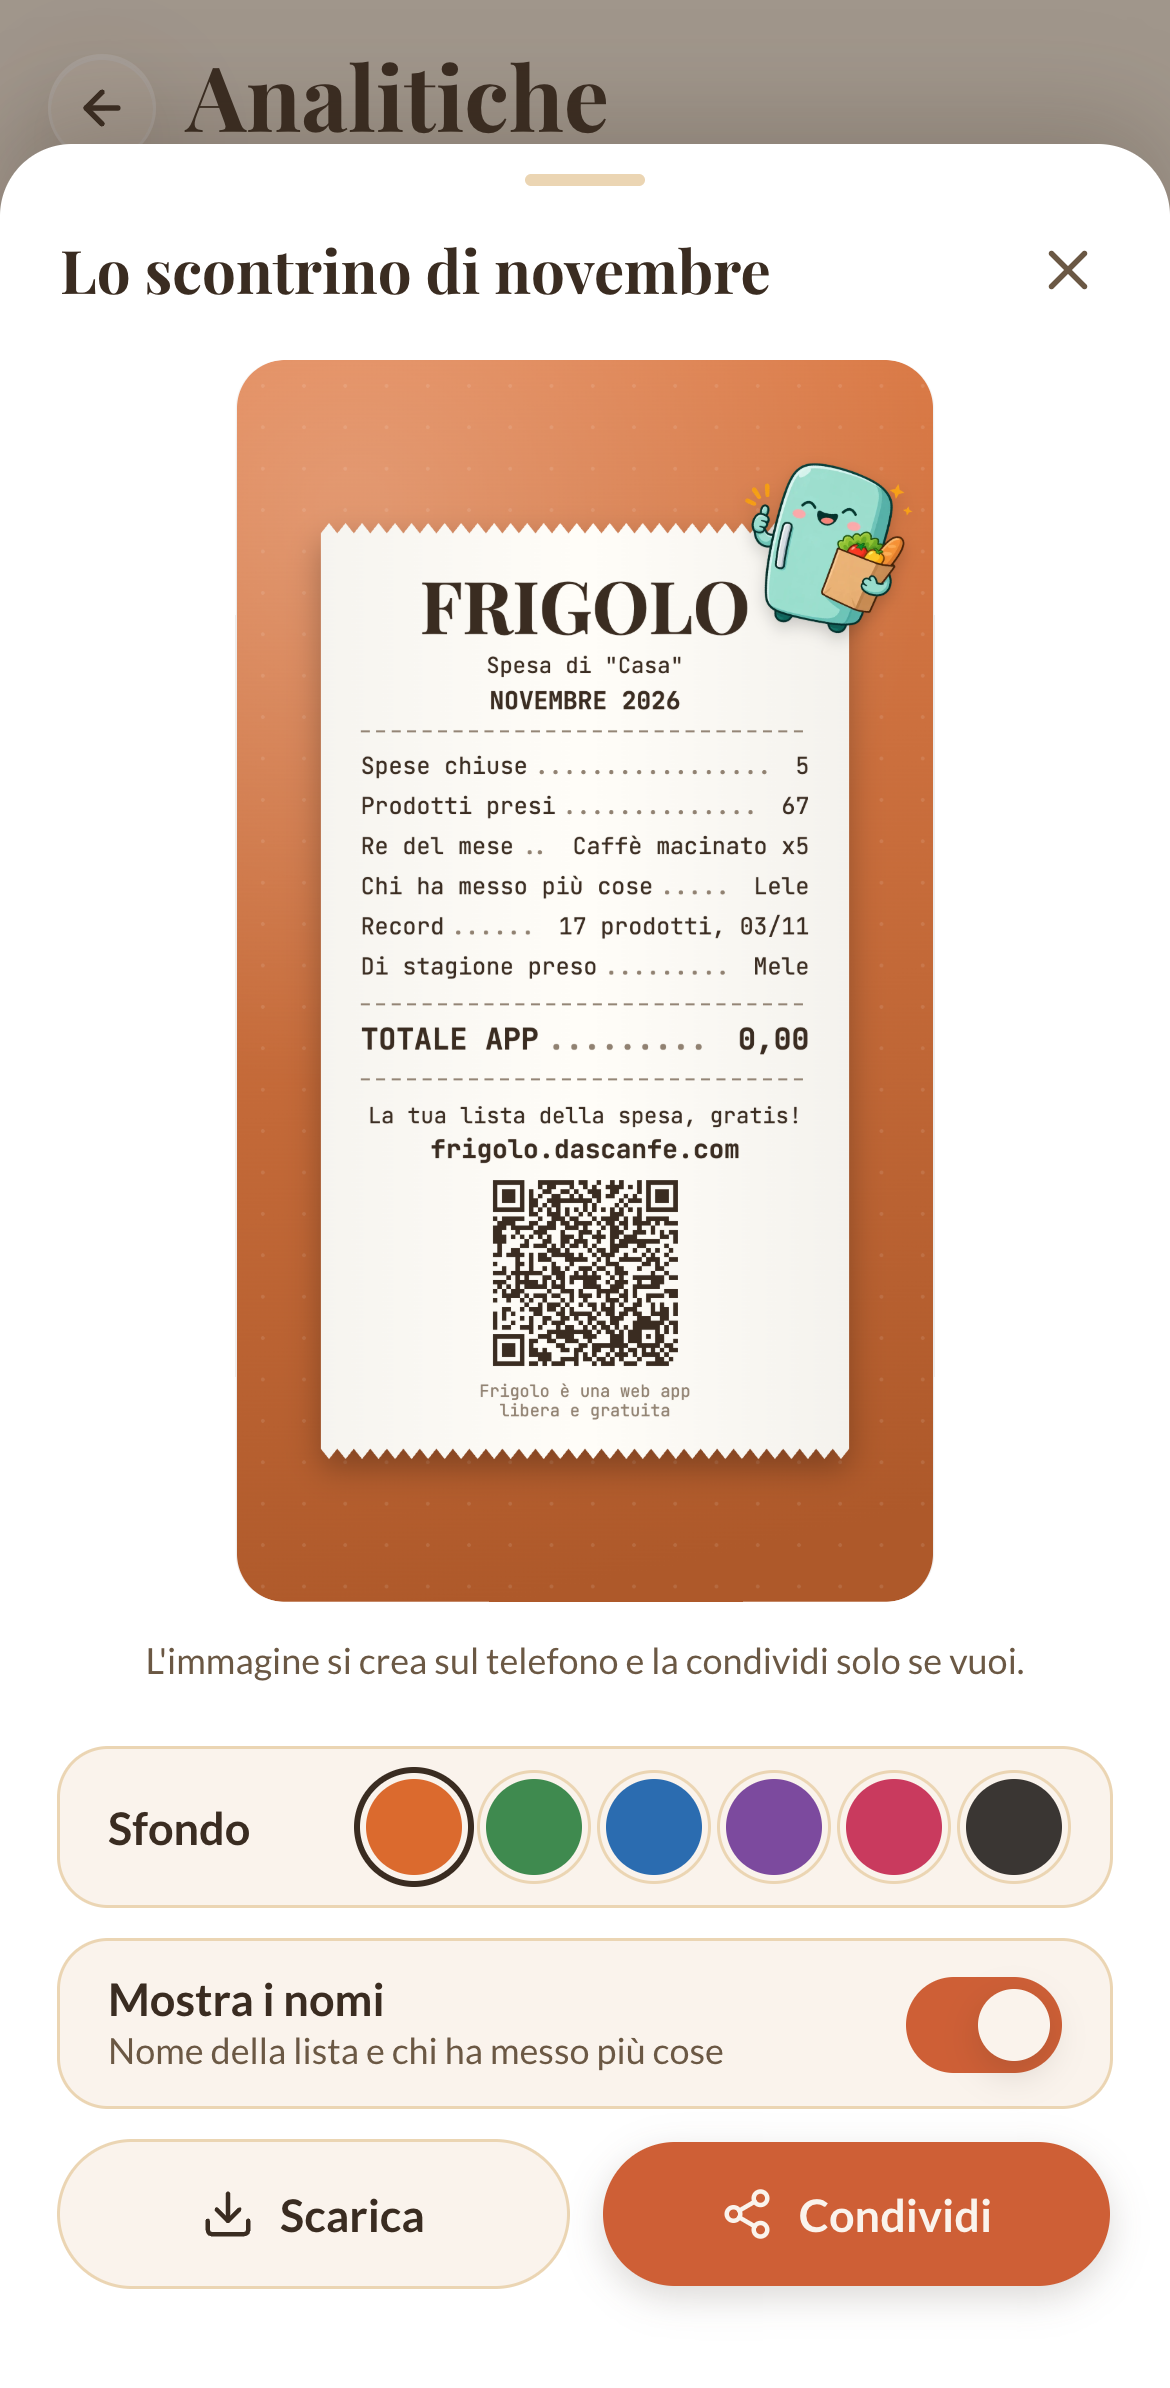 Analitiche
Lo scontrino di novembre
FRIGOLO
Spesa di "Casa"
NOVEMBRE 2026
Spese chiuse ................. 5
Prodotti presi .............. 67
Re del mese .. Caffè macinato x5
Chi ha messo più cose ..... Lele
Record ...... 17 prodotti, 03/11
Di stagione preso ......... Mele
TOTALE APP ......... 0,00
La tua lista della spesa, gratis!
frigolo.dascanfe.com
Frigolo è una web app
libera e gratuita
L'immagine si crea sul telefono e la condividi solo se vuoi.
Sfondo
Mostra i nomi
Nome della lista e chi ha messo più cose
Scarica
Condividi